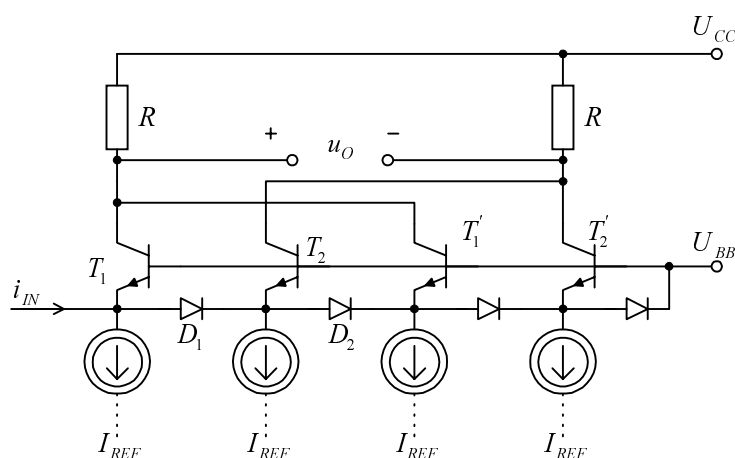 U_CC
R
R
+ u_O −
T_1
T_2
T_1'
T_2'
U_BB
i_IN
D_1
D_2
I_REF
I_REF
I_REF
I_REF